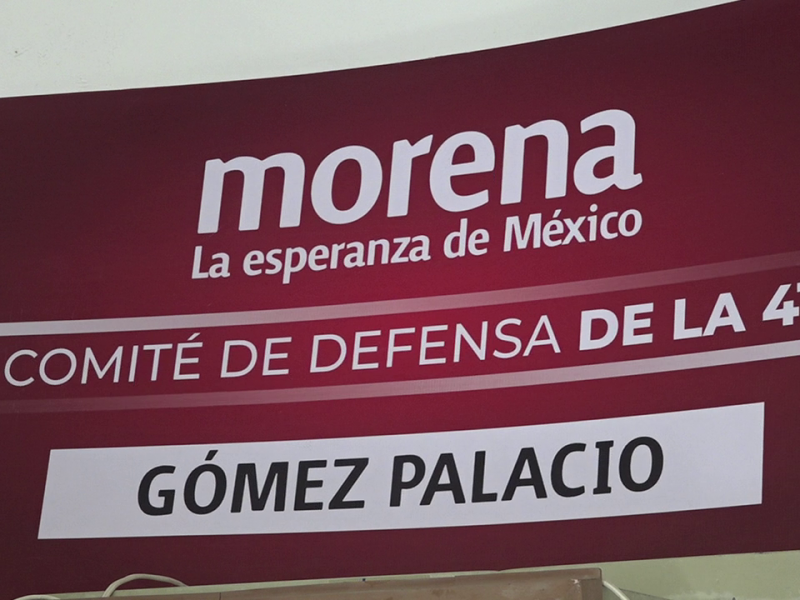 morena
La esperanza de México
COMITÉ DE DEFENSA DE LA 4
GÓMEZ PALACIO